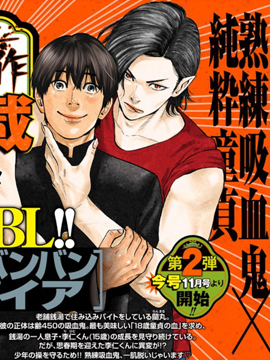 熟練吸血鬼×
純粋童貞
作
蔵
BL!!
バンバン
イア
第2弾
今号11月号より
開始!!
老舗銭湯で住み込みバイトをしている蘭丸。
彼の正体は齢450の吸血鬼。最も美味しい「18歳童貞の血」を求め、
銭湯の一人息子・李仁くん(15歳)の成長を見守り続けている。
だが、思春期を迎えた李仁くんに異変が!?
少年の操を守るため!! 熟練吸血鬼、一肌脱いじゃいます♡